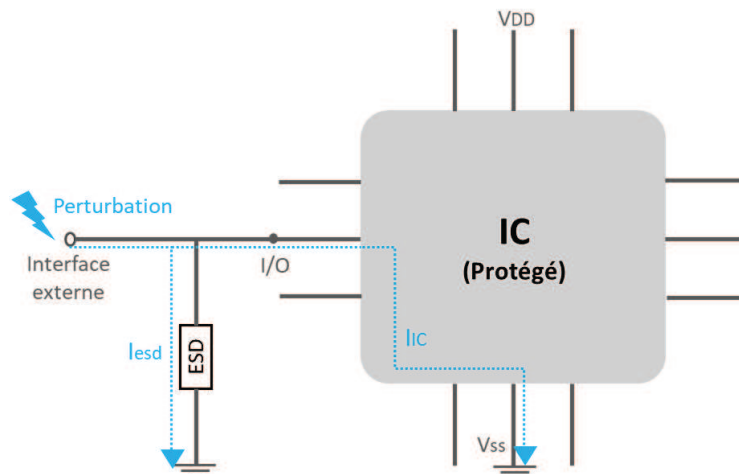 VDD
Perturbation
Interface
externe
I/O
IC
(Protégé)
Iesd
ESD
IIC
Vss